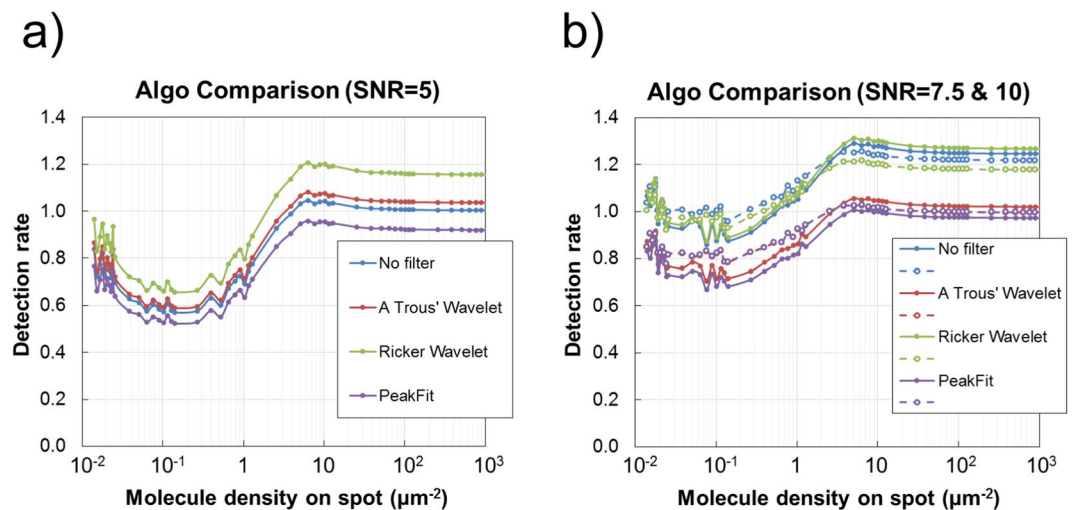 a)
Algo Comparison (SNR=5)
Detection rate
1.4
1.2
1.0
0.8
0.6
0.4
0.2
0.0
No filter
A Trous' Wavelet
Ricker Wavelet
PeakFit
10-2
10-1
1
10
10²
10³
Molecule density on spot (µm-2)
b)
Algo Comparison (SNR=7.5 & 10)
Detection rate
1.4
1.2
1.0
0.8
0.6
0.4
0.2
0.0
No filter
A Trous' Wavelet
Ricker Wavelet
PeakFit
10-2
10-1
1
10
10²
10³
Molecule density on spot (µm-2)